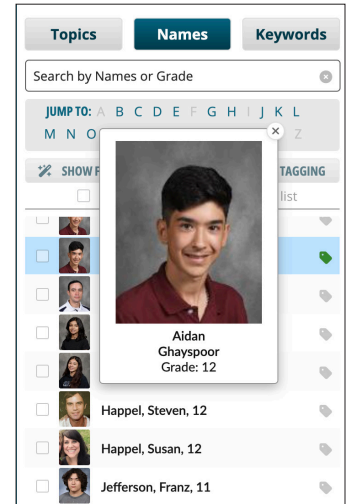 Topics Names Keywords
Search by Names or Grade
JUMP TO: A B C D E F G H I J K L
M N O Z
SHOW TAGGING
list
Aidan
Ghayspoor
Grade: 12
Happel, Steven, 12
Happel, Susan, 12
Jefferson, Franz, 11